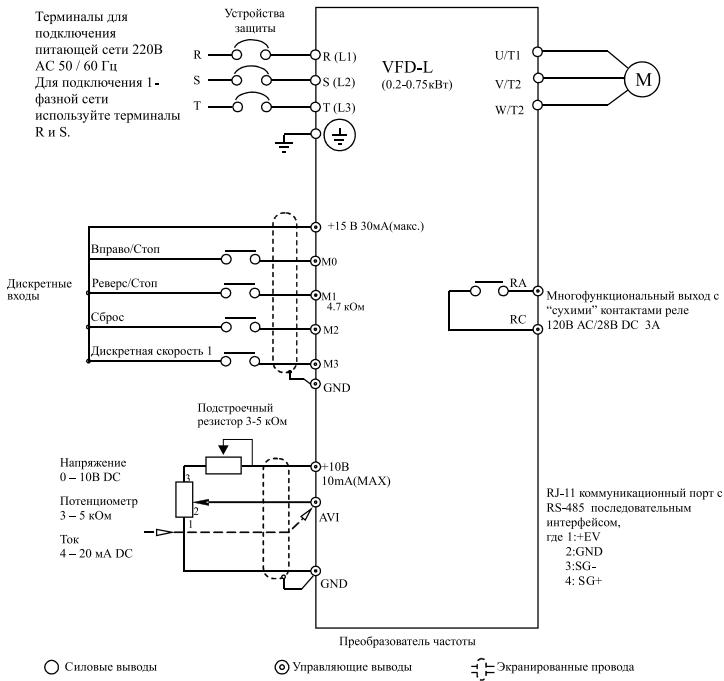 Терминалы для
подключения
питающей сети 220В
AC 50 / 60 Гц
Для подключения 1-
фазной сети
используйте терминалы
R и S.
Устройства
защиты
R
S
T
R (L1)
S (L2)
T (L3)
VFD-L
(0.2-0.75кВт)
U/T1
V/T2
W/T2
M
+15 В 30мА(макс.)
Вправо/Стоп
M0
Дискретные
входы
Реверс/Стоп
M1
4.7 кОм
Сброс
M2
Дискретная скорость 1
M3
GND
RA
RC
Многофункциональный выход с
“сухими” контактами реле
120В AC/28В DC 3А
Подстроечный
резистор 3-5 кОм
Напряжение
0 – 10В DC
Потенциометр
3 – 5 кОм
Ток
4 – 20 мА DC
3
2
1
+10В
10mA(MAX)
AVI
GND
RJ-11 коммуникационный порт с
RS-485 последовательным
интерфейсом,
где 1:+EV
2:GND
3:SG-
4: SG+
Преобразователь частоты
Силовые выводы
Управляющие выводы
Экранированные провода